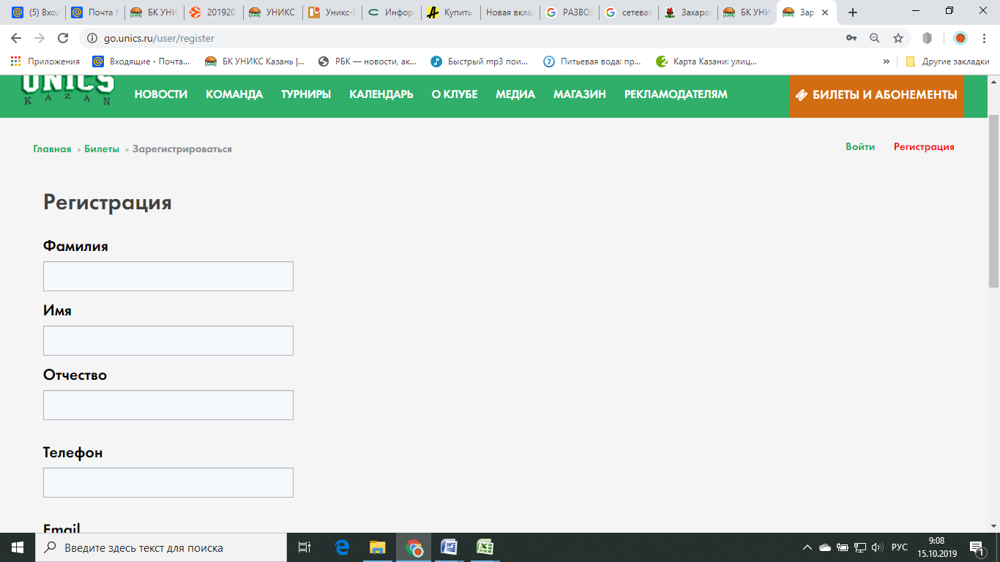 (5) Вход
Почта М
БК УНИ
201920
УНИКС
Уникс-И
Инфор
Купить
Новая вкла
РАЗВОЗ
сетевая
Захаро
БК УНИ
Зар
go.unics.ru/user/register
Приложения
Входящие - Почта...
БК УНИКС Казань |...
РБК — новости, ак...
Быстрый mp3 пои...
Питьевая вода: пр...
Карта Казани: улиц...
»
Другие закладки
UNICS
KAZAN
НОВОСТИ
КОМАНДА
ТУРНИРЫ
КАЛЕНДАРЬ
О КЛУБЕ
МЕДИА
МАГАЗИН
РЕКЛАМОДАТЕЛЯМ
БИЛЕТЫ И АБОНЕМЕНТЫ
Главная > Билеты > Зарегистрироваться
Войти
Регистрация
Регистрация
Фамилия
Имя
Отчество
Телефон
Email
Введите здесь текст для поиска
РУС
9:08
15.10.2019
1